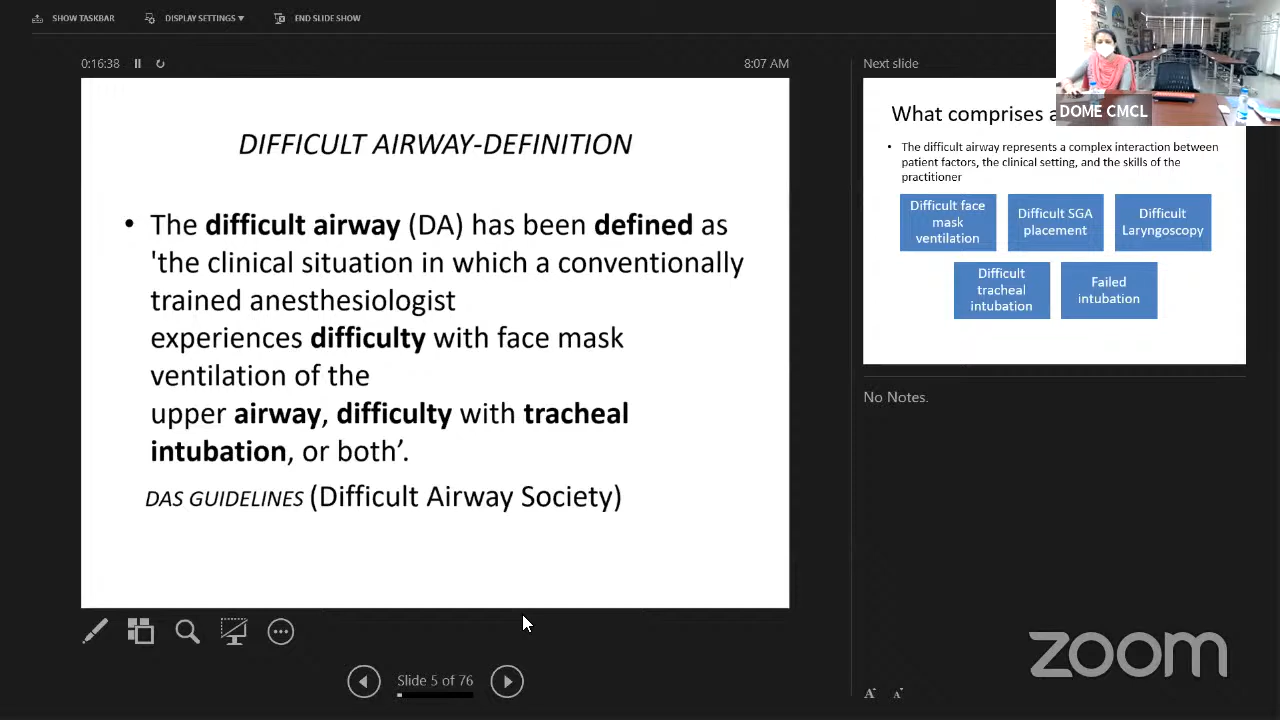 SHOW TASKBAR
DISPLAY SETTINGS ▼
END SLIDE SHOW
0:16:38
8:07 AM
DIFFICULT AIRWAY-DEFINITION
• The difficult airway (DA) has been defined as
'the clinical situation in which a conventionally
trained anesthesiologist
experiences difficulty with face mask
ventilation of the
upper airway, difficulty with tracheal
intubation, or both’.
DAS GUIDELINES (Difficult Airway Society)
Slide 5 of 76
Next slide
What comprises a
• The difficult airway represents a complex interaction between
patient factors, the clinical setting, and the skills of the
practitioner
Difficult face
mask
ventilation
Difficult SGA
placement
Difficult
Laryngoscopy
Difficult
tracheal
intubation
Failed
intubation
No Notes.
A A
DOME CMCL
zoom